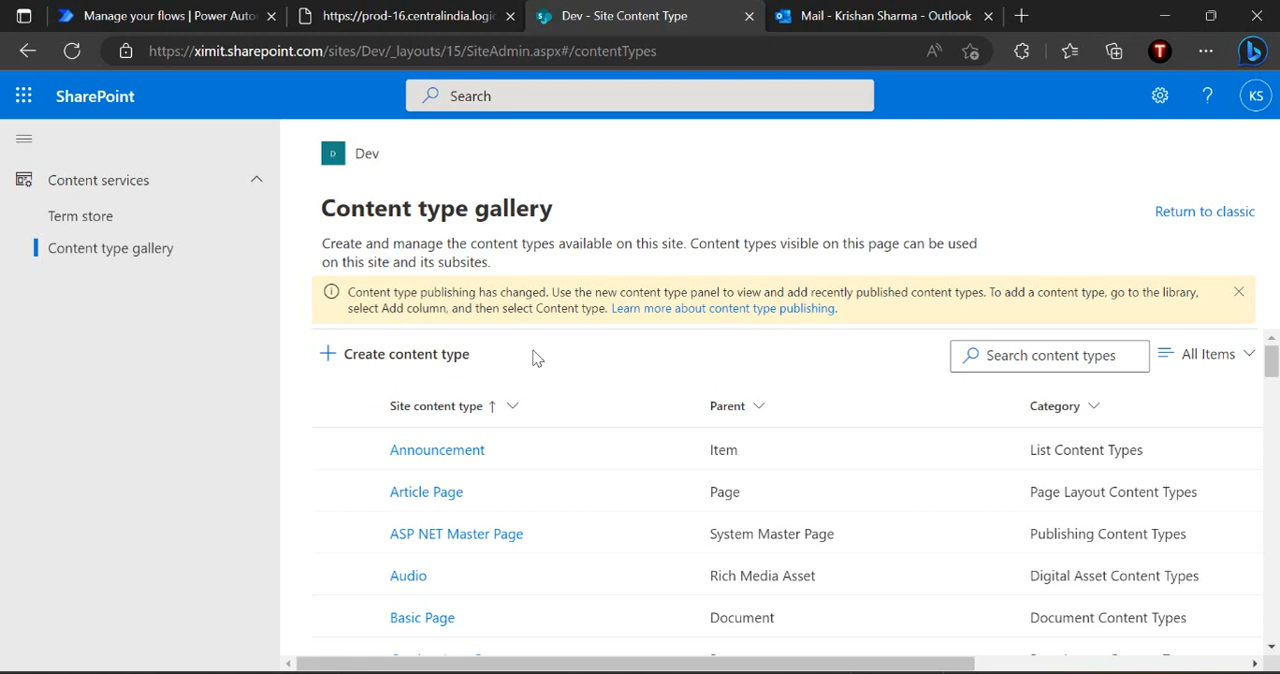 Manage your flows | Power Auto
https://prod-16.centralindia.logic
Dev - Site Content Type
Mail - Krishan Sharma - Outlook
https://ximit.sharepoint.com/sites/Dev/_layouts/15/SiteAdmin.aspx#/contentTypes
T
SharePoint
Search
?
KS
D
Dev
Content services
Term store
Content type gallery
Content type gallery
Return to classic
Create and manage the content types available on this site. Content types visible on this page can be used
on this site and its subsites.
Content type publishing has changed. Use the new content type panel to view and add recently published content types. To add a content type, go to the library,
select Add column, and then select Content type. Learn more about content type publishing.
Create content type
Search content types
All Items
Site content type ↑
Parent
Category
Announcement
Item
List Content Types
Article Page
Page
Page Layout Content Types
ASP NET Master Page
System Master Page
Publishing Content Types
Audio
Rich Media Asset
Digital Asset Content Types
Basic Page
Document
Document Content Types